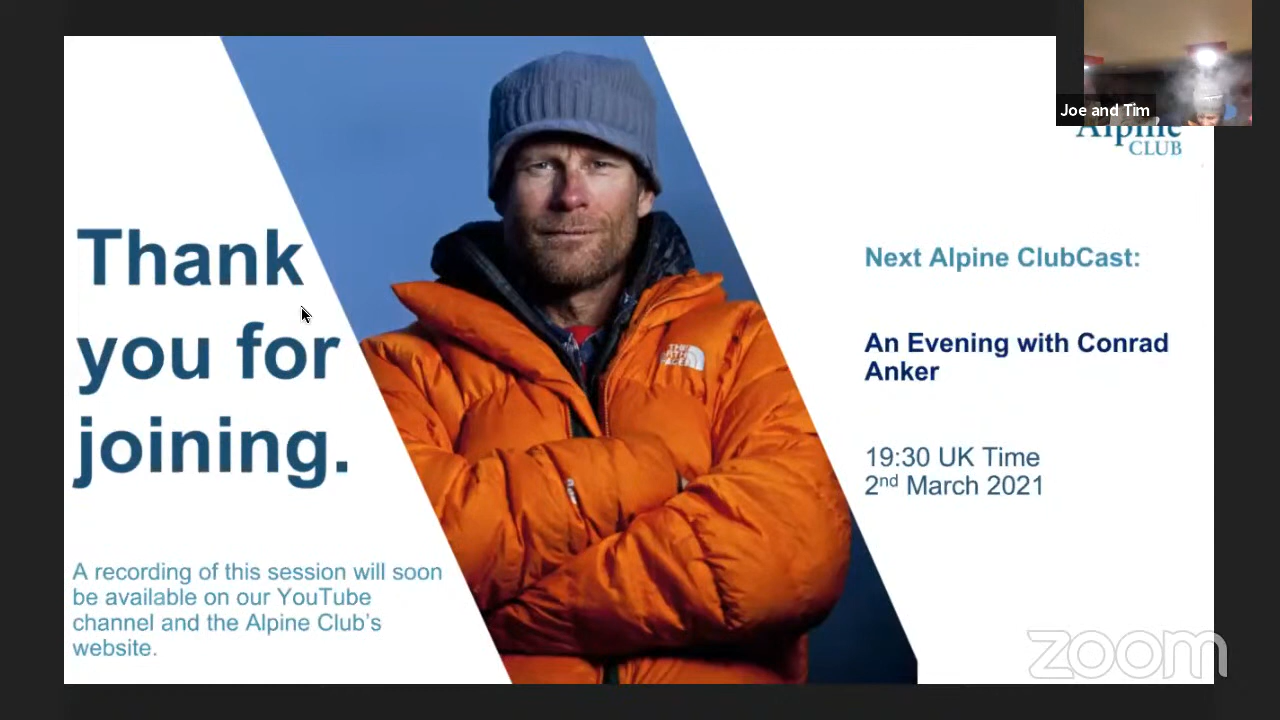 Joe and Tim
Alpine
CLUB
Thank
you for
joining.
Next Alpine ClubCast:
An Evening with Conrad
Anker
19:30 UK Time
2nd March 2021
THE
NORTH
FACE
A recording of this session will soon
be available on our YouTube
channel and the Alpine Club's
website.
zoom